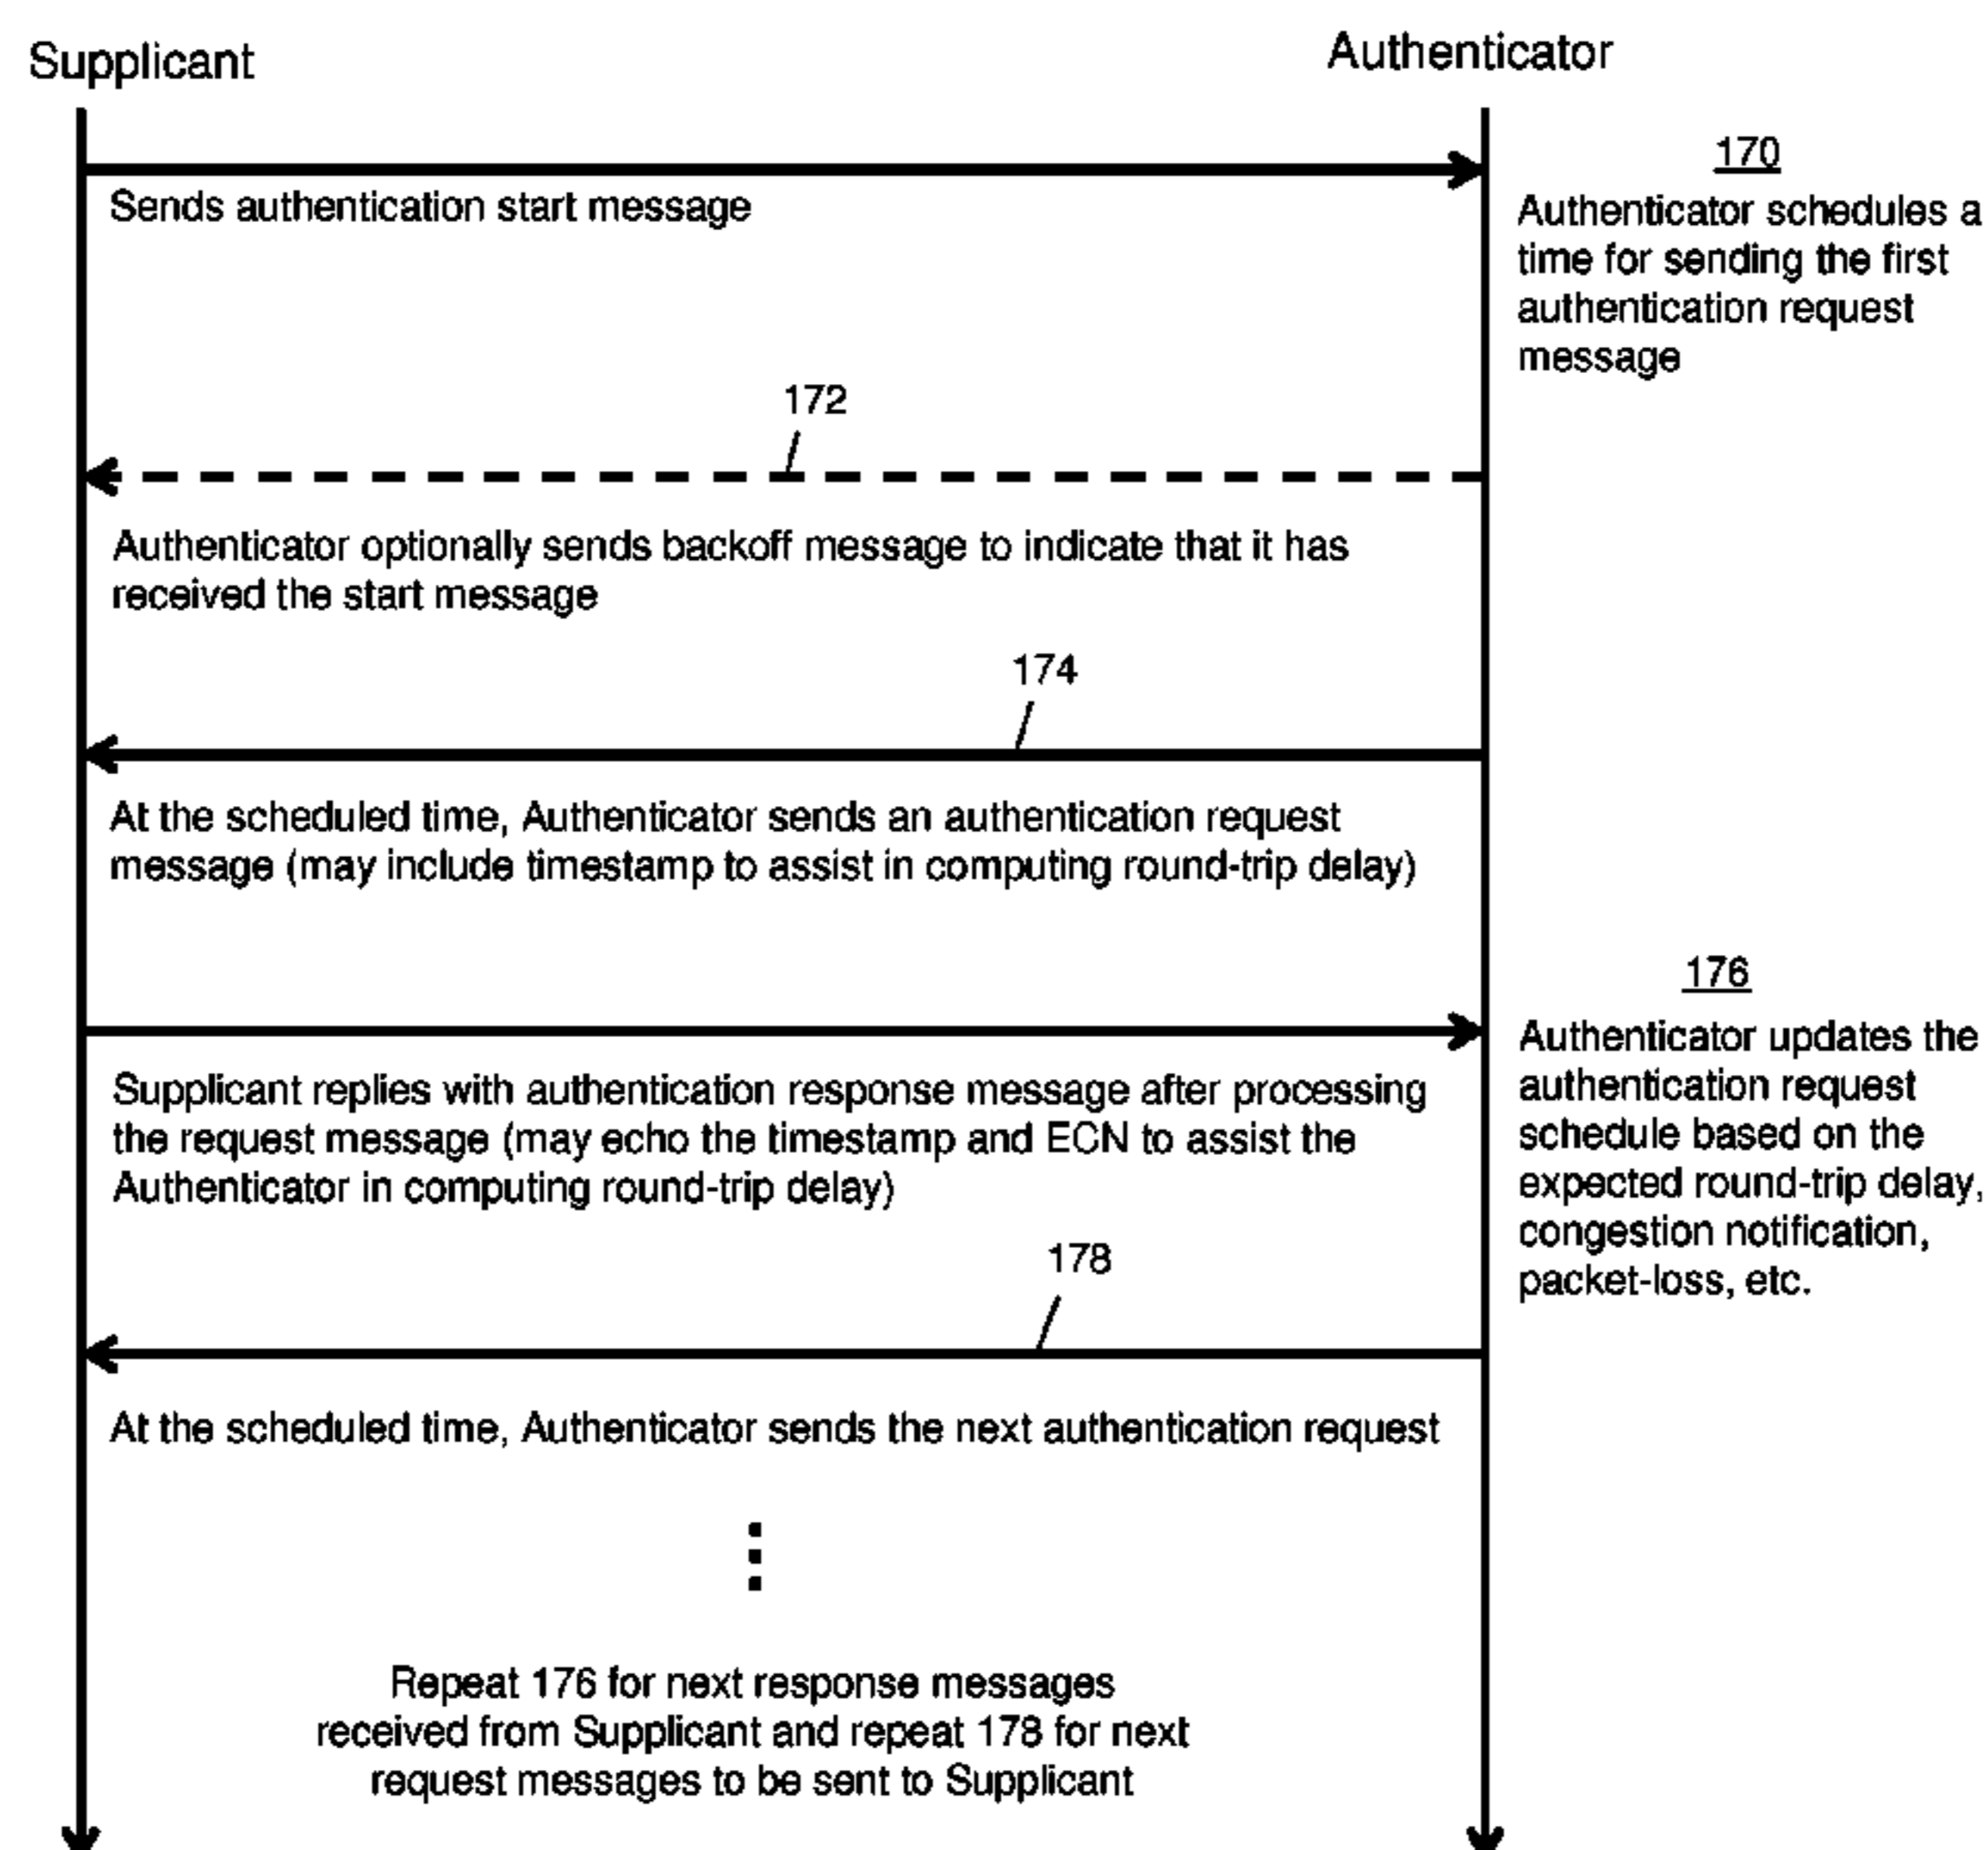 Supplicant
Authenticator
170
Sends authentication start message
Authenticator schedules a
time for sending the first
authentication request
message
172
Authenticator optionally sends backoff message to indicate that it has
received the start message
174
At the scheduled time, Authenticator sends an authentication request
message (may include timestamp to assist in computing round-trip delay)
176
Authenticator updates the
authentication request
schedule based on the
expected round-trip delay,
congestion notification,
packet-loss, etc.
Supplicant replies with authentication response message after processing
the request message (may echo the timestamp and ECN to assist the
Authenticator in computing round-trip delay)
178
At the scheduled time, Authenticator sends the next authentication request
Repeat 176 for next response messages
received from Supplicant and repeat 178 for next
request messages to be sent to Supplicant